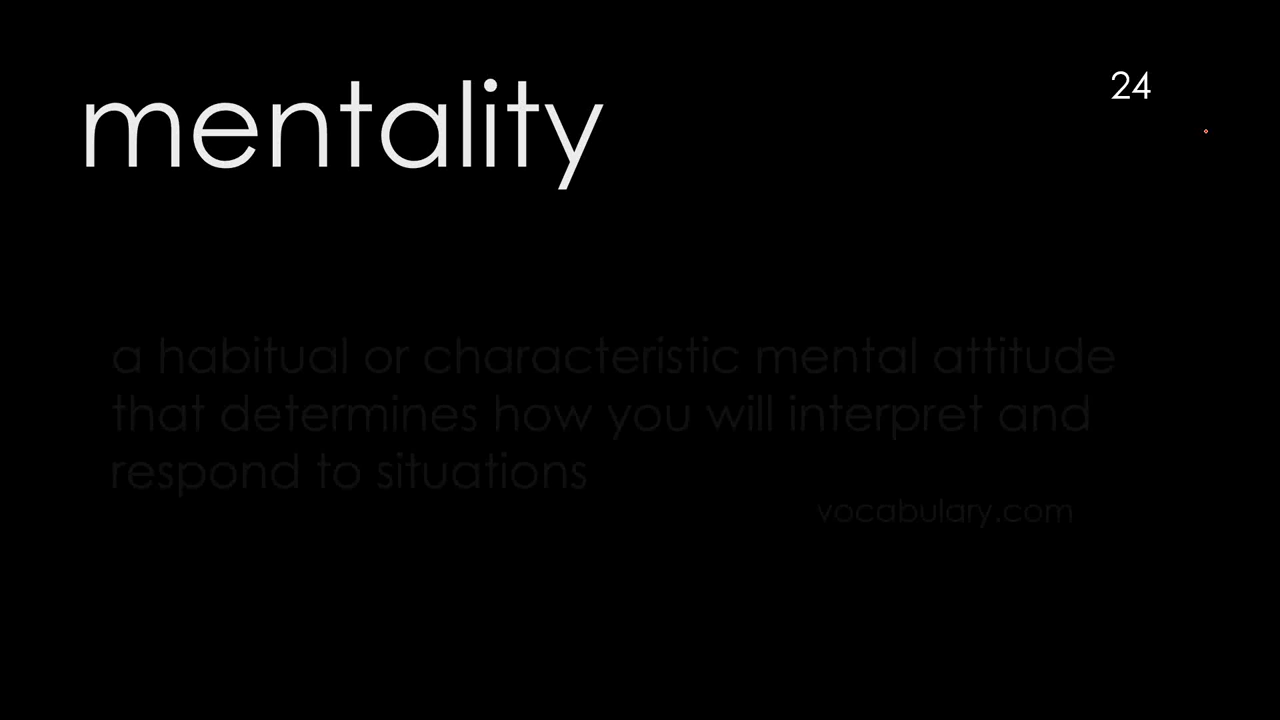 mentality
24
a habitual or characteristic mental attitude
that determines how you will interpret and
respond to situations
vocabulary.com